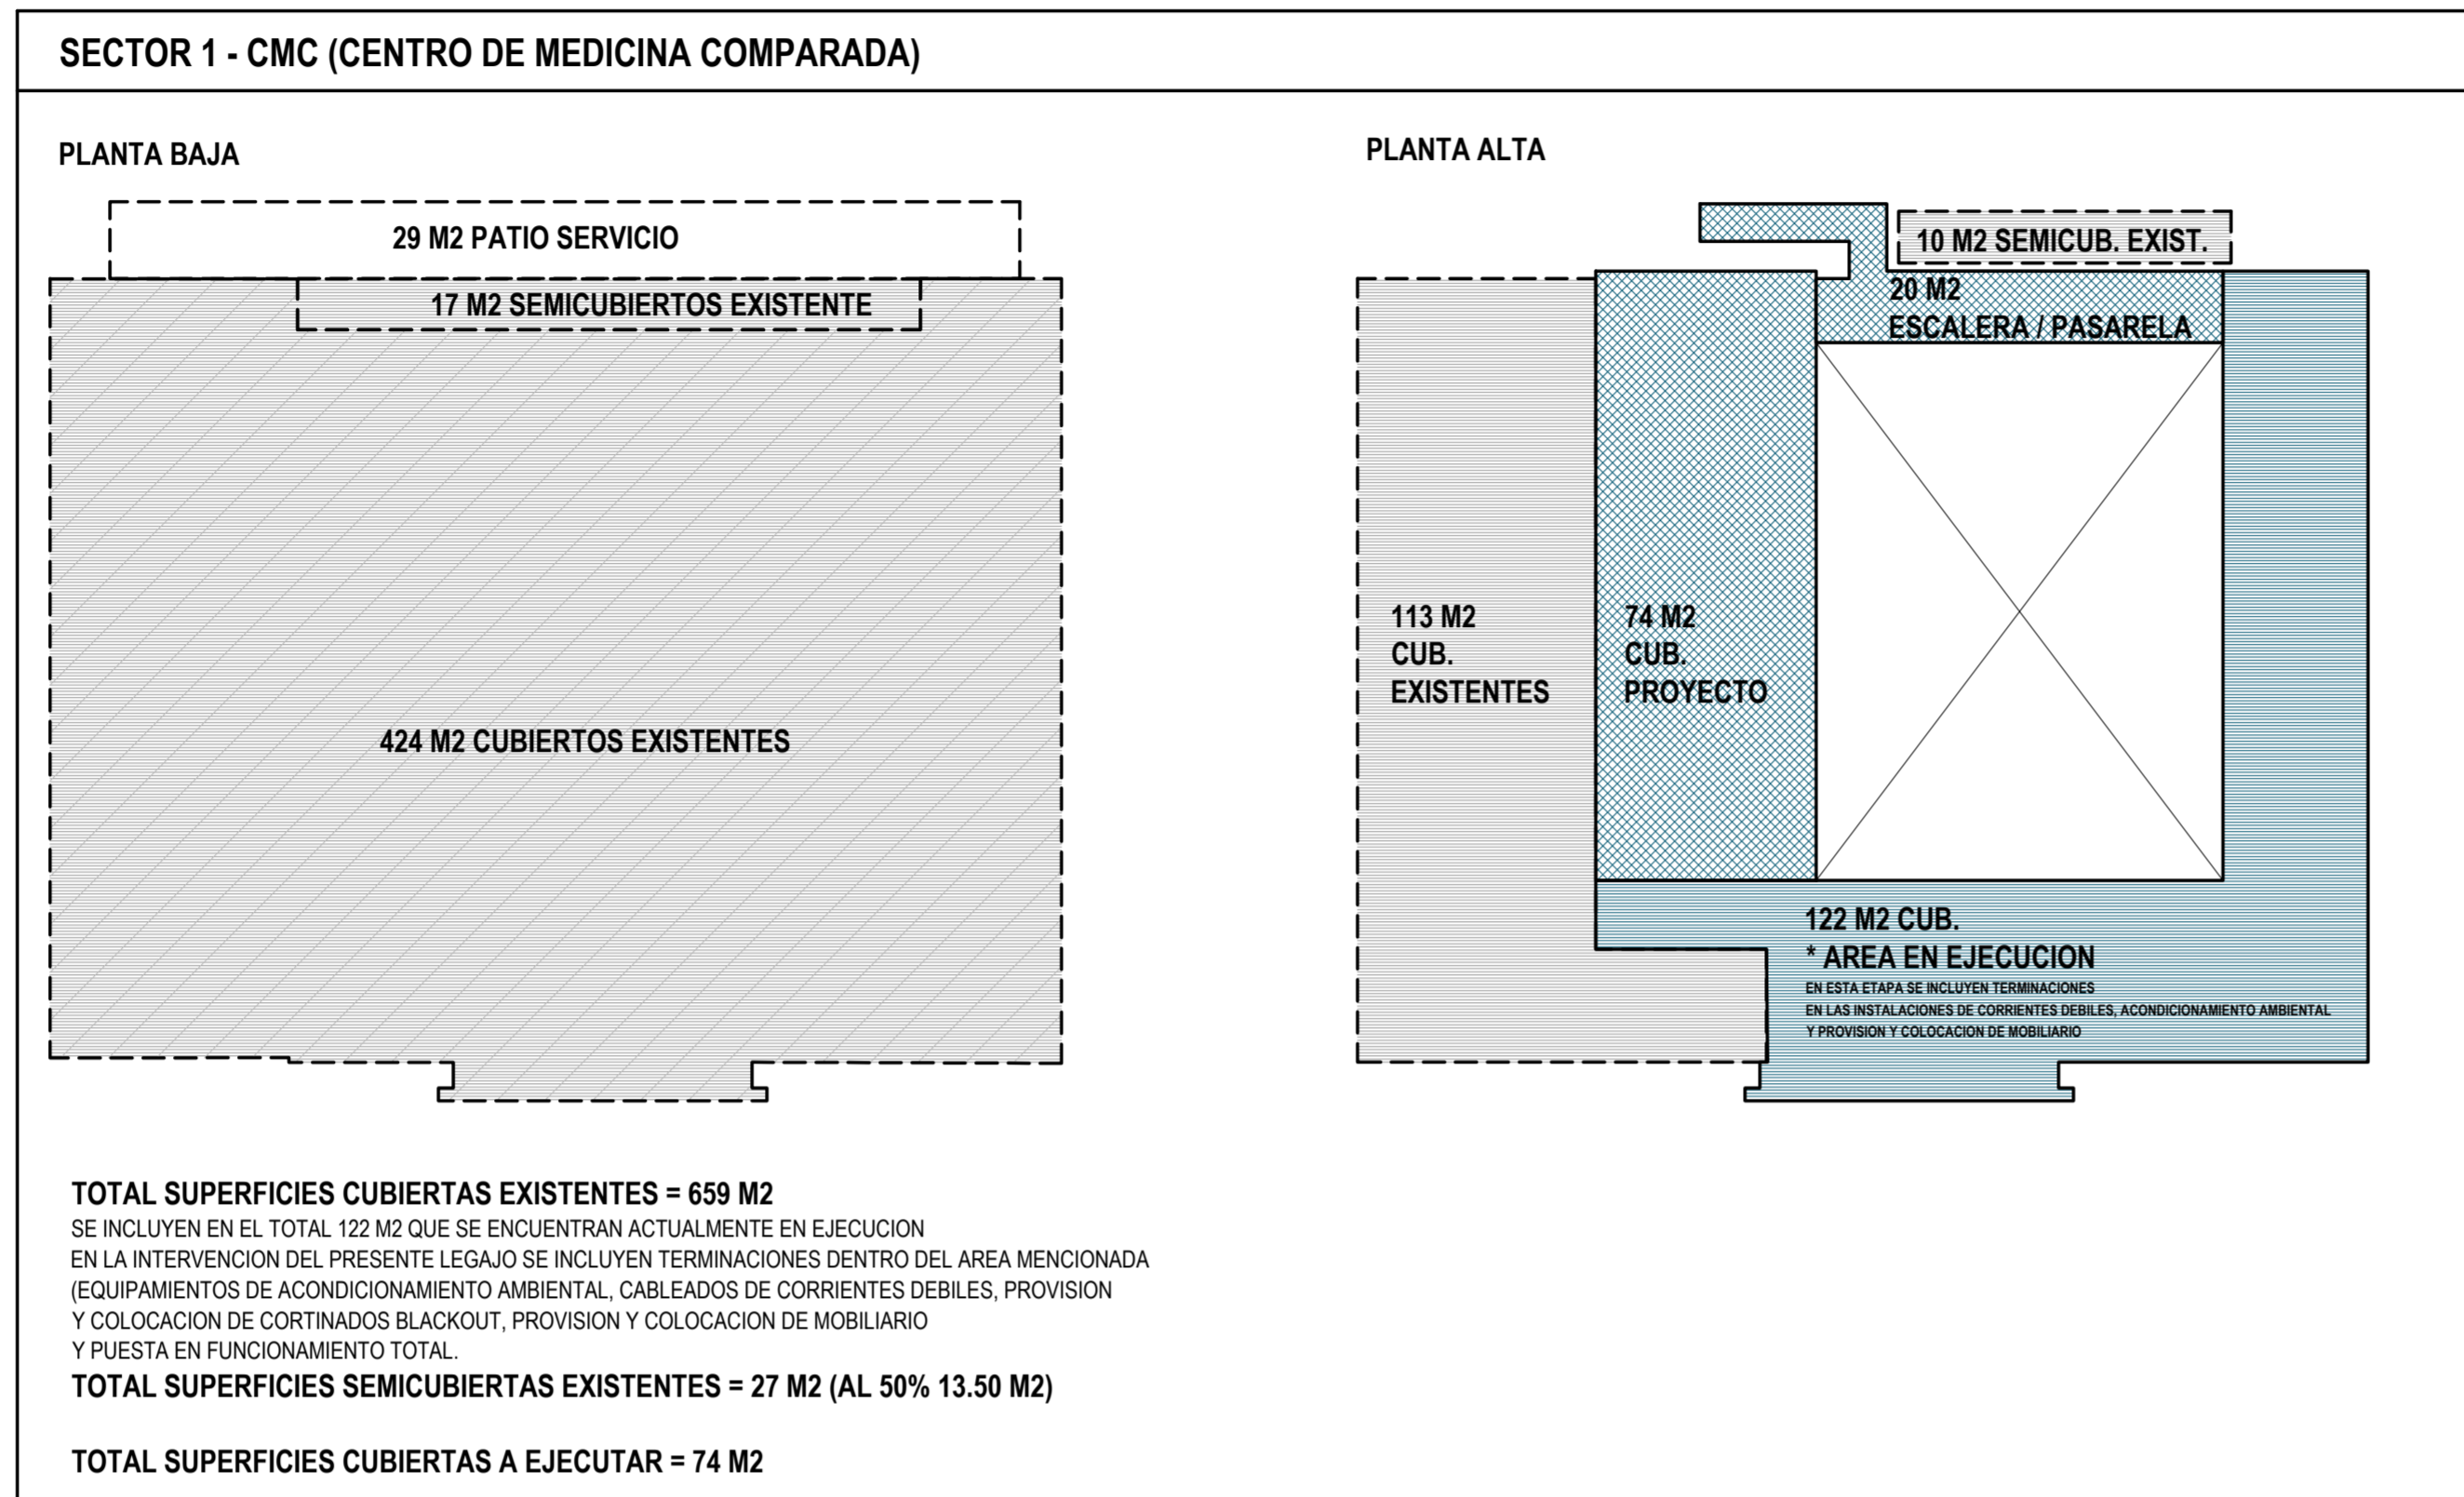 SECTOR 1 - CMC (CENTRO DE MEDICINA COMPARADA)
PLANTA BAJA
29 M2 PATIO SERVICIO
17 M2 SEMICUBIERTOS EXISTENTE
424 M2 CUBIERTOS EXISTENTES
PLANTA ALTA
10 M2 SEMICUB. EXIST.
20 M2
ESCALERA / PASARELA
113 M2
CUB.
EXISTENTES
74 M2
CUB.
PROYECTO
122 M2 CUB.
* AREA EN EJECUCION
EN ESTA ETAPA SE INCLUYEN TERMINACIONES
EN LAS INSTALACIONES DE CORRIENTES DEBILES, ACONDICIONAMIENTO AMBIENTAL
Y PROVISION Y COLOCACION DE MOBILIARIO
TOTAL SUPERFICIES CUBIERTAS EXISTENTES = 659 M2
SE INCLUYEN EN EL TOTAL 122 M2 QUE SE ENCUENTRAN ACTUALMENTE EN EJECUCION
EN LA INTERVENCION DEL PRESENTE LEGAJO SE INCLUYEN TERMINACIONES DENTRO DEL AREA MENCIONADA
(EQUIPAMIENTOS DE ACONDICIONAMIENTO AMBIENTAL, CABLEADOS DE CORRIENTES DEBILES, PROVISION
Y COLOCACION DE CORTINADOS BLACKOUT, PROVISION Y COLOCACION DE MOBILIARIO
Y PUESTA EN FUNCIONAMIENTO TOTAL.
TOTAL SUPERFICIES SEMICUBIERTAS EXISTENTES = 27 M2 (AL 50% 13.50 M2)
TOTAL SUPERFICIES CUBIERTAS A EJECUTAR = 74 M2